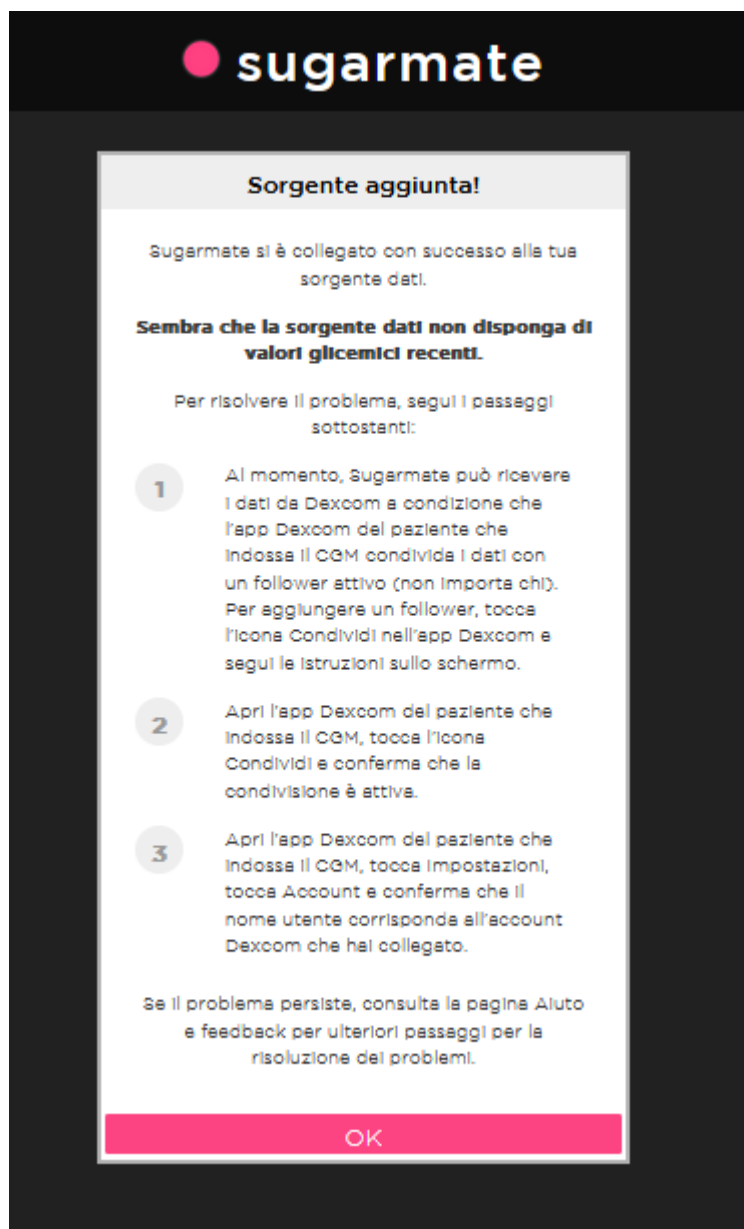 sugarmate
Sorgente aggiunta!
Sugarmate si è collegato con successo alla tua
sorgente dati.
Sembra che la sorgente dati non disponga di
valori glicemici recenti.
Per risolvere il problema, segui i passaggi
sottostanti:
1
Al momento, Sugarmate può ricevere
i dati da Dexcom a condizione che
l'app Dexcom del paziente che
indossa il CGM condivida i dati con
un follower attivo (non importa chi).
Per aggiungere un follower, tocca
l'icona Condividi nell'app Dexcom e
segui le istruzioni sullo schermo.
2
Apri l'app Dexcom del paziente che
indossa il CGM, tocca l'icona
Condividi e conferma che la
condivisione è attiva.
3
Apri l'app Dexcom del paziente che
indossa il CGM, tocca Impostazioni,
tocca Account e conferma che il
nome utente corrisponda all'account
Dexcom che hai collegato.
Se il problema persiste, consulta la pagina Aiuto
e feedback per ulteriori passaggi per la
risoluzione dei problemi.
OK